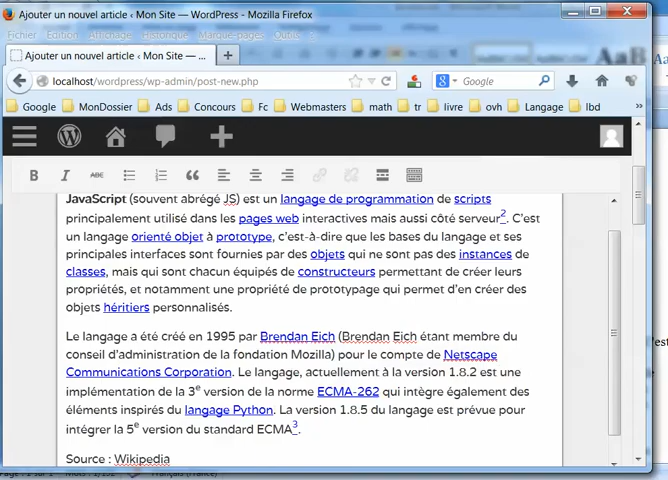 Ajouter un nouvel article ‹ Mon Site — WordPress - Mozilla Firefox
Fichier Edition Affichage Historique Marque-pages Outils
Ajouter un nouvel article ‹ Mon Site — ...
localhost/wordpress/wp-admin/post-new.php
Google
Google MonDossier Ads Concours Fc Webmasters math tr livre ovh Langage lbd
B I ABC
JavaScript (souvent abrégé JS) est un langage de programmation de scripts
principalement utilisé dans les pages web interactives mais aussi côté serveur2. C'est
un langage orienté objet à prototype, c'est-à-dire que les bases du langage et ses
principales interfaces sont fournies par des objets qui ne sont pas des instances de
classes, mais qui sont chacun équipés de constructeurs permettant de créer leurs
propriétés, et notamment une propriété de prototypage qui permet d'en créer des
objets héritiers personnalisés.
Le langage a été créé en 1995 par Brendan Eich (Brendan Eich étant membre du
conseil d'administration de la fondation Mozilla) pour le compte de Netscape
Communications Corporation. Le langage, actuellement à la version 1.8.2 est une
implémentation de la 3e version de la norme ECMA-262 qui intègre également des
éléments inspirés du langage Python. La version 1.8.5 du langage est prévue pour
intégrer la 5e version du standard ECMA3.
Source : Wikipedia